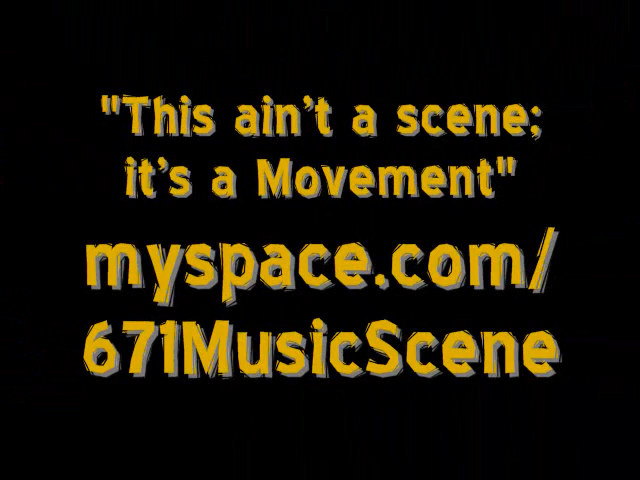 "This ain't a scene;
it's a Movement"
myspace.com/
671MusicScene